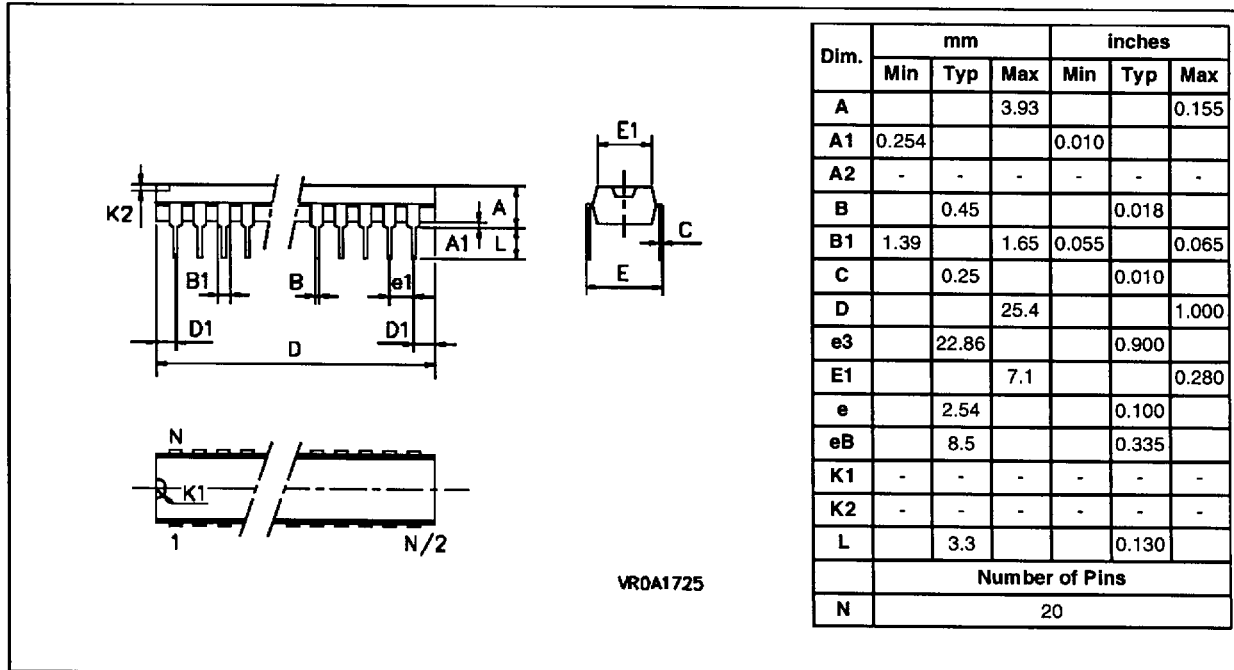 E1
K2
A
A1
L
C
B1
B
e1
E
D1
D1
D
N
K1
1
N/2
VR0A1725
Dim. mm inches
Min Typ Max Min Typ Max
A 3.93 0.155
A1 0.254 0.010
A2 - - - - - -
B 0.45 0.018
B1 1.39 1.65 0.055 0.065
C 0.25 0.010
D 25.4 1.000
e3 22.86 0.900
E1 7.1 0.280
e 2.54 0.100
eB 8.5 0.335
K1 - - - - - -
K2 - - - - - -
L 3.3 0.130
Number of Pins
N 20